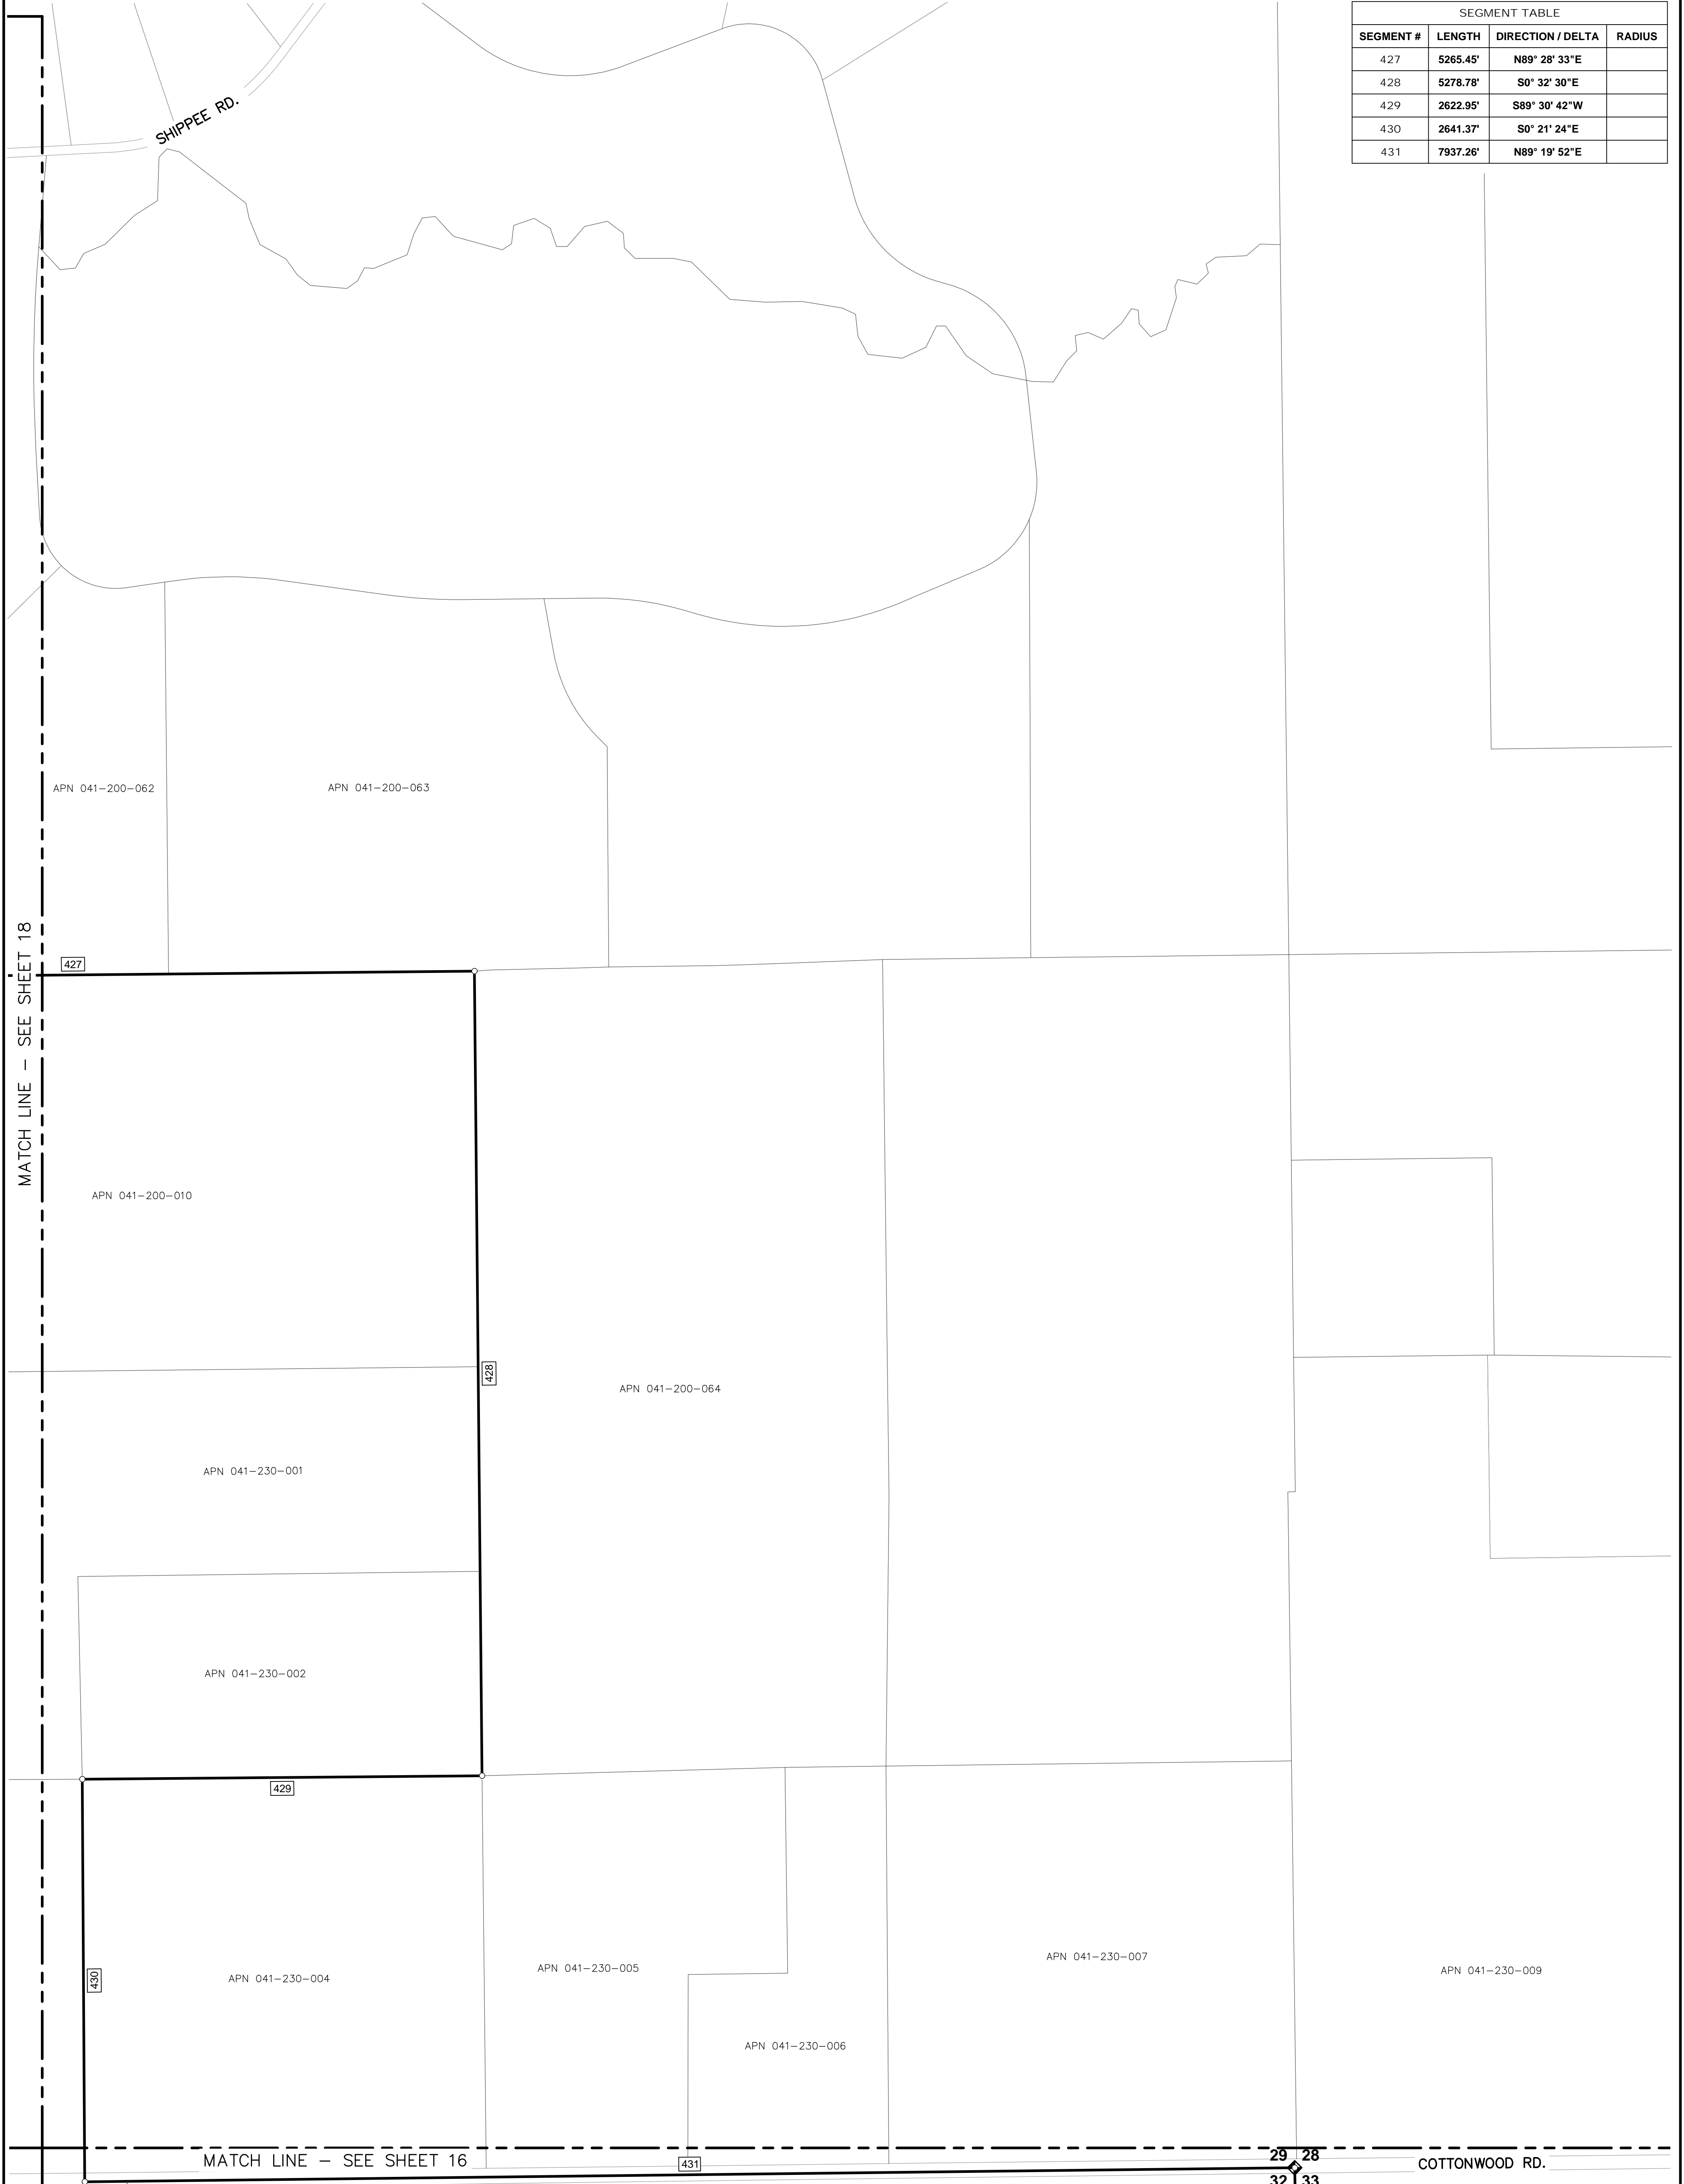 SEGMENT TABLE
SEGMENT # LENGTH DIRECTION / DELTA RADIUS
427 5265.45' N89° 28' 33"E
428 5278.78' S0° 32' 30"E
429 2622.95' S89° 30' 42"W
430 2641.37' S0° 21' 24"E
431 7937.26' N89° 19' 52"E
SHIPPEE RD.
APN 041-200-062
APN 041-200-063
MATCH LINE - SEE SHEET 18
427
APN 041-200-010
428
APN 041-200-064
APN 041-230-001
APN 041-230-002
429
430
APN 041-230-004
APN 041-230-005
APN 041-230-006
APN 041-230-007
APN 041-230-009
MATCH LINE - SEE SHEET 16
431
29 28
32 33
COTTONWOOD RD.